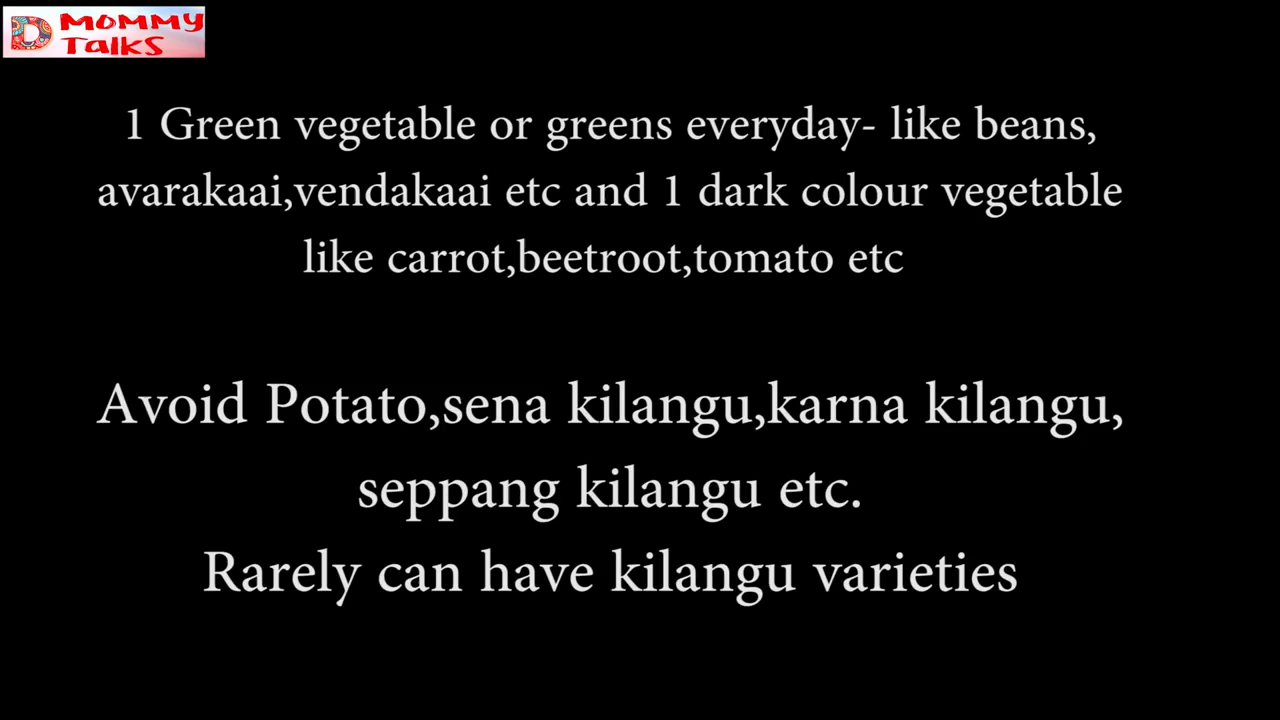 D MOMMY
Talks
1 Green vegetable or greens everyday- like beans,
avarakaai,vendakaai etc and 1 dark colour vegetable
like carrot,beetroot,tomato etc
Avoid Potato,sena kilangu,karna kilangu,
seppang kilangu etc.
Rarely can have kilangu varieties